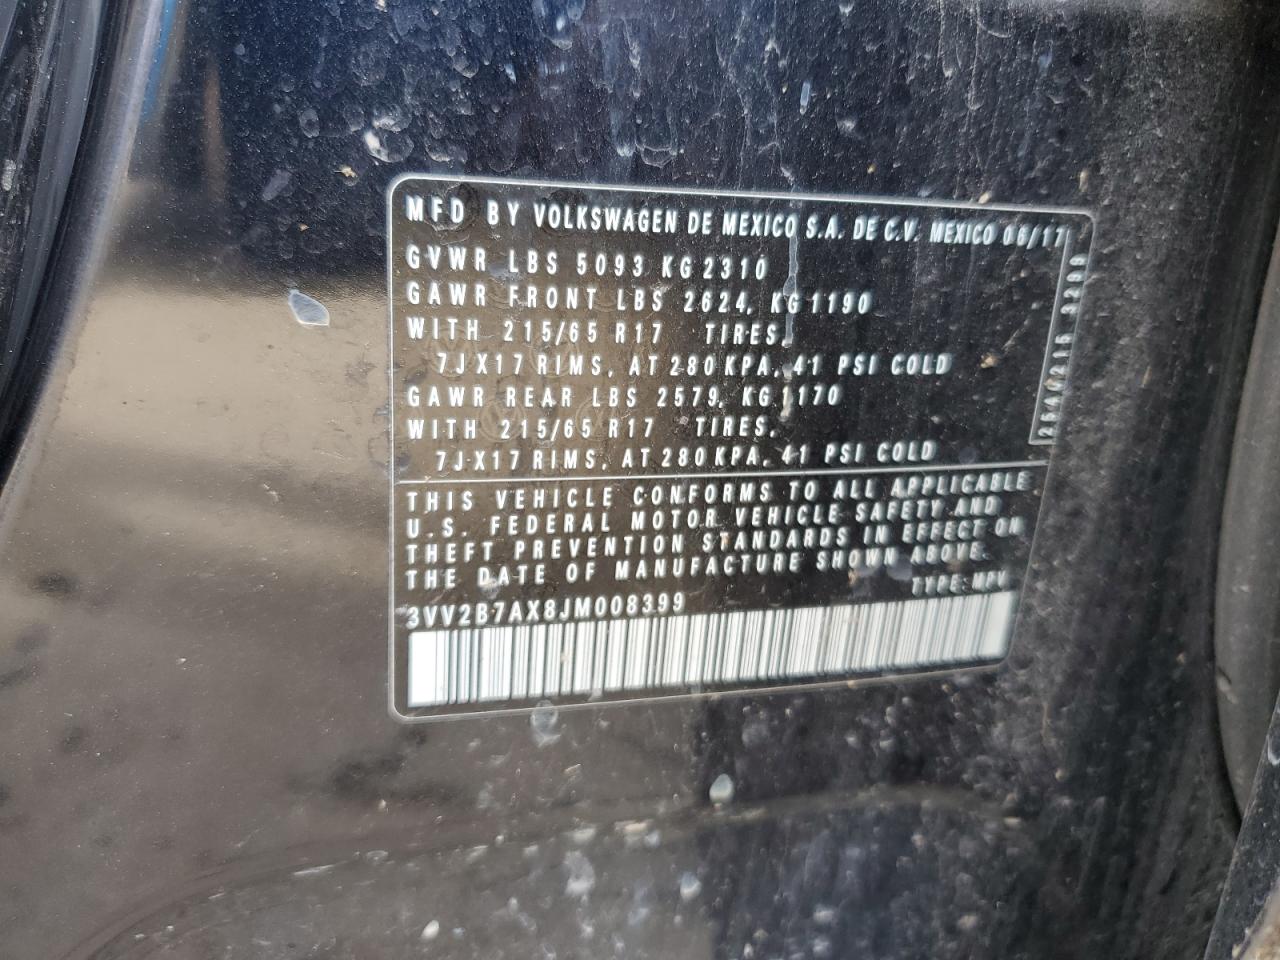 MFD BY VOLKSWAGEN DE MEXICO S.A. DE C.V. MEXICO 06/17
GVWR LBS 5093 KG 2310
GAWR FRONT LBS 2624, KG 1190
WITH 215/65 R17 TIRES,
7JX17 RIMS, AT 280 KPA, 41 PSI COLD
GAWR REAR LBS 2579, KG 1170
WITH 215/65 R17 TIRES,
7JX17 RIMS, AT 280 KPA, 41 PSI COLD
THIS VEHICLE CONFORMS TO ALL APPLICABLE
U.S. FEDERAL MOTOR VEHICLE SAFETY AND
THEFT PREVENTION STANDARDS IN EFFECT ON
THE DATE OF MANUFACTURE SHOWN ABOVE.
TYPE: MPV
3VV2B7AX8JM008399